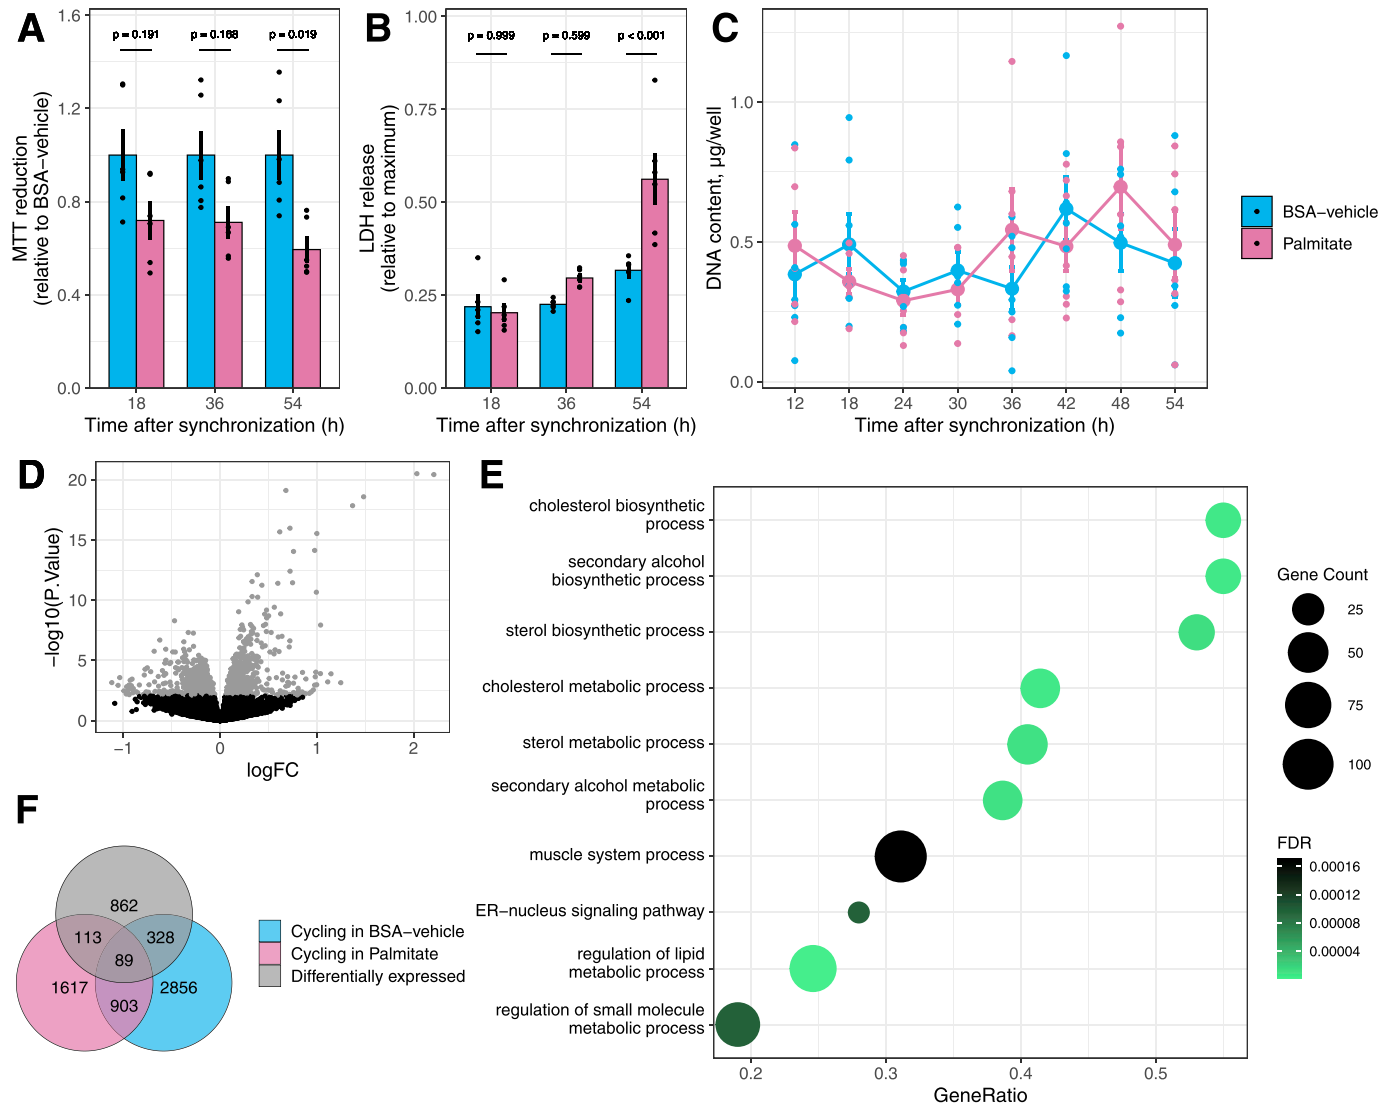 A
MTT reduction
(relative to BSA−vehicle)
1.6
1.2
0.8
0.4
0.0
p = 0.191
p = 0.168
p = 0.019
18
36
54
Time after synchronization (h)
B
LDH release
(relative to maximum)
1.00
0.75
0.50
0.25
0.00
p = 0.999
p = 0.599
p < 0.001
18
36
54
Time after synchronization (h)
C
DNA content, µg/well
1.0
0.5
0.0
12
18
24
30
36
42
48
54
Time after synchronization (h)
BSA−vehicle
Palmitate
D
−log10(P.Value)
20
15
10
5
0
−1
0
1
2
logFC
E
cholesterol biosynthetic
process
secondary alcohol
biosynthetic process
sterol biosynthetic process
cholesterol metabolic process
sterol metabolic process
secondary alcohol metabolic
process
muscle system process
ER−nucleus signaling pathway
regulation of lipid
metabolic process
regulation of small molecule
metabolic process
0.2
0.3
0.4
0.5
GeneRatio
Gene Count
25
50
75
100
FDR
0.00016
0.00012
0.00008
0.00004
F
862
113
328
89
1617
2856
903
Cycling in BSA−vehicle
Cycling in Palmitate
Differentially expressed